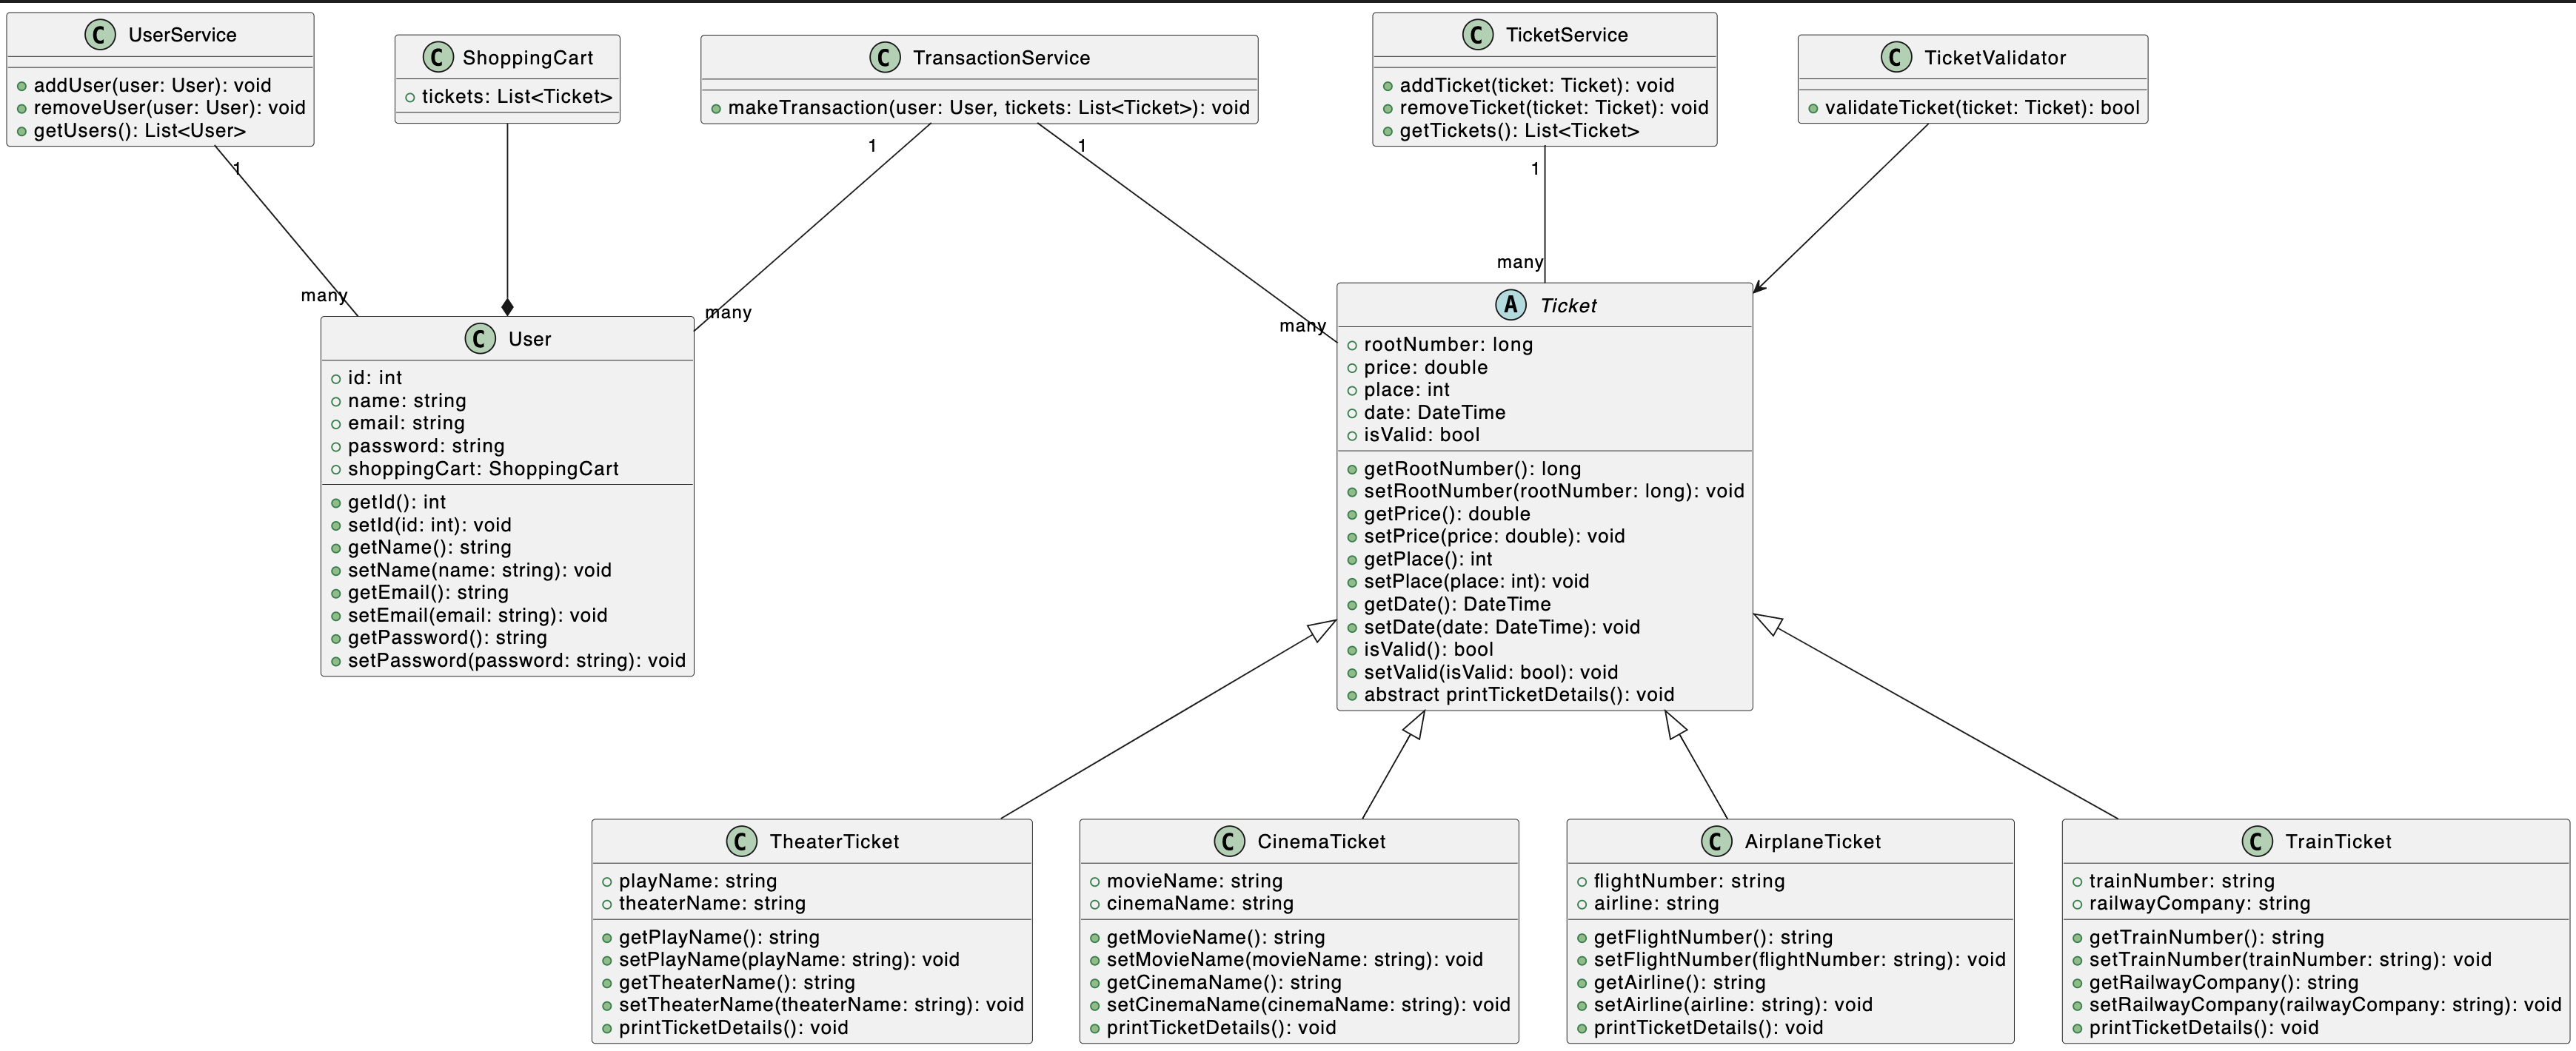 C UserService
addUser(user: User): void
removeUser(user: User): void
getUsers(): List<User>
C ShoppingCart
tickets: List<Ticket>
C TransactionService
makeTransaction(user: User, tickets: List<Ticket>): void
C TicketService
addTicket(ticket: Ticket): void
removeTicket(ticket: Ticket): void
getTickets(): List<Ticket>
C TicketValidator
validateTicket(ticket: Ticket): bool
1
1
1
1
many
many
many
many
C User
id: int
name: string
email: string
password: string
shoppingCart: ShoppingCart
getId(): int
setId(id: int): void
getName(): string
setName(name: string): void
getEmail(): string
setEmail(email: string): void
getPassword(): string
setPassword(password: string): void
A Ticket
rootNumber: long
price: double
place: int
date: DateTime
isValid: bool
getRootNumber(): long
setRootNumber(rootNumber: long): void
getPrice(): double
setPrice(price: double): void
getPlace(): int
setPlace(place: int): void
getDate(): DateTime
setDate(date: DateTime): void
isValid(): bool
setValid(isValid: bool): void
abstract printTicketDetails(): void
C TheaterTicket
playName: string
theaterName: string
getPlayName(): string
setPlayName(playName: string): void
getTheaterName(): string
setTheaterName(theaterName: string): void
printTicketDetails(): void
C CinemaTicket
movieName: string
cinemaName: string
getMovieName(): string
setMovieName(movieName: string): void
getCinemaName(): string
setCinemaName(cinemaName: string): void
printTicketDetails(): void
C AirplaneTicket
flightNumber: string
airline: string
getFlightNumber(): string
setFlightNumber(flightNumber: string): void
getAirline(): string
setAirline(airline: string): void
printTicketDetails(): void
C TrainTicket
trainNumber: string
railwayCompany: string
getTrainNumber(): string
setTrainNumber(trainNumber: string): void
getRailwayCompany(): string
setRailwayCompany(railwayCompany: string): void
printTicketDetails(): void